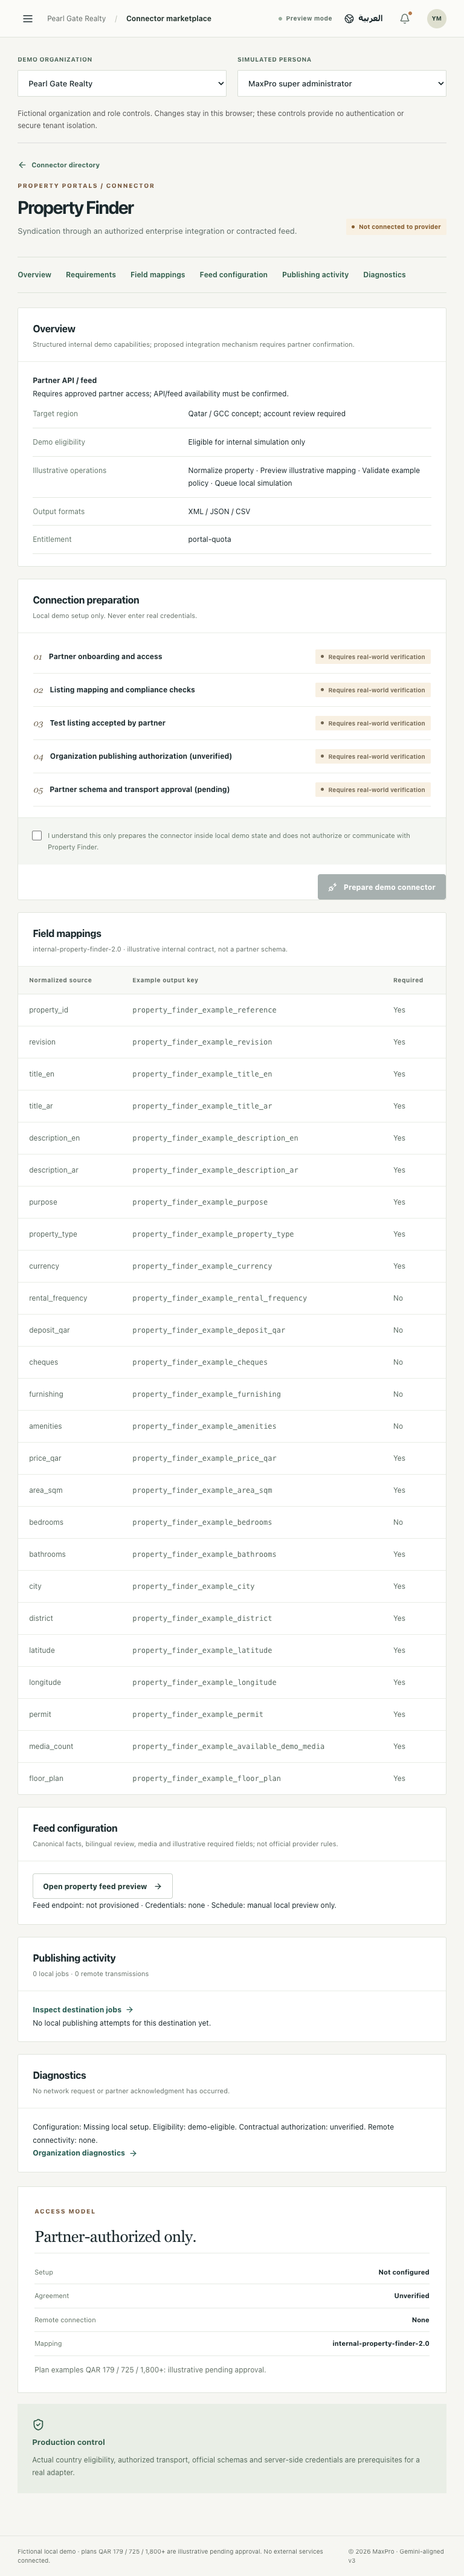 Pearl Gate Realty / Connector marketplace
Preview mode
العربية
YM
DEMO ORGANIZATION
Pearl Gate Realty
SIMULATED PERSONA
MaxPro super administrator
Fictional organization and role controls. Changes stay in this browser; these controls provide no authentication or
secure tenant isolation.
Connector directory
PROPERTY PORTALS / CONNECTOR
Property Finder
Syndication through an authorized enterprise integration or contracted feed.
Not connected to provider
Overview Requirements Field mappings Feed configuration Publishing activity Diagnostics
Overview
Structured internal demo capabilities; proposed integration mechanism requires partner confirmation.
Partner API / feed
Requires approved partner access; API/feed availability must be confirmed.
Target region Qatar / GCC concept; account review required
Demo eligibility Eligible for internal simulation only
Illustrative operations Normalize property · Preview illustrative mapping · Validate example
policy · Queue local simulation
Output formats XML / JSON / CSV
Entitlement portal-quota
Connection preparation
Local demo setup only. Never enter real credentials.
01 Partner onboarding and access Requires real-world verification
02 Listing mapping and compliance checks Requires real-world verification
03 Test listing accepted by partner Requires real-world verification
04 Organization publishing authorization (unverified) Requires real-world verification
05 Partner schema and transport approval (pending) Requires real-world verification
I understand this only prepares the connector inside local demo state and does not authorize or communicate with
Property Finder.
Prepare demo connector
Field mappings
internal-property-finder-2.0 · illustrative internal contract, not a partner schema.
Normalized source Example output key Required
property_id property_finder_example_reference Yes
revision property_finder_example_revision Yes
title_en property_finder_example_title_en Yes
title_ar property_finder_example_title_ar Yes
description_en property_finder_example_description_en Yes
description_ar property_finder_example_description_ar Yes
purpose property_finder_example_purpose Yes
property_type property_finder_example_property_type Yes
currency property_finder_example_currency Yes
rental_frequency property_finder_example_rental_frequency No
deposit_qar property_finder_example_deposit_qar No
cheques property_finder_example_cheques No
furnishing property_finder_example_furnishing No
amenities property_finder_example_amenities No
price_qar property_finder_example_price_qar Yes
area_sqm property_finder_example_area_sqm Yes
bedrooms property_finder_example_bedrooms No
bathrooms property_finder_example_bathrooms Yes
city property_finder_example_city Yes
district property_finder_example_district Yes
latitude property_finder_example_latitude Yes
longitude property_finder_example_longitude Yes
permit property_finder_example_permit Yes
media_count property_finder_example_available_demo_media Yes
floor_plan property_finder_example_floor_plan Yes
Feed configuration
Canonical facts, bilingual review, media and illustrative required fields; not official provider rules.
Open property feed preview
Feed endpoint: not provisioned · Credentials: none · Schedule: manual local preview only.
Publishing activity
0 local jobs · 0 remote transmissions
Inspect destination jobs
No local publishing attempts for this destination yet.
Diagnostics
No network request or partner acknowledgment has occurred.
Configuration: Missing local setup. Eligibility: demo-eligible. Contractual authorization: unverified. Remote
connectivity: none.
Organization diagnostics
ACCESS MODEL
Partner-authorized only.
Setup Not configured
Agreement Unverified
Remote connection None
Mapping internal-property-finder-2.0
Plan examples QAR 179 / 725 / 1,800+: illustrative pending approval.
Production control
Actual country eligibility, authorized transport, official schemas and server-side credentials are prerequisites for a
real adapter.
Fictional local demo · plans QAR 179 / 725 / 1,800+ are illustrative pending approval. No external services
connected.
© 2026 MaxPro · Gemini-aligned
v3